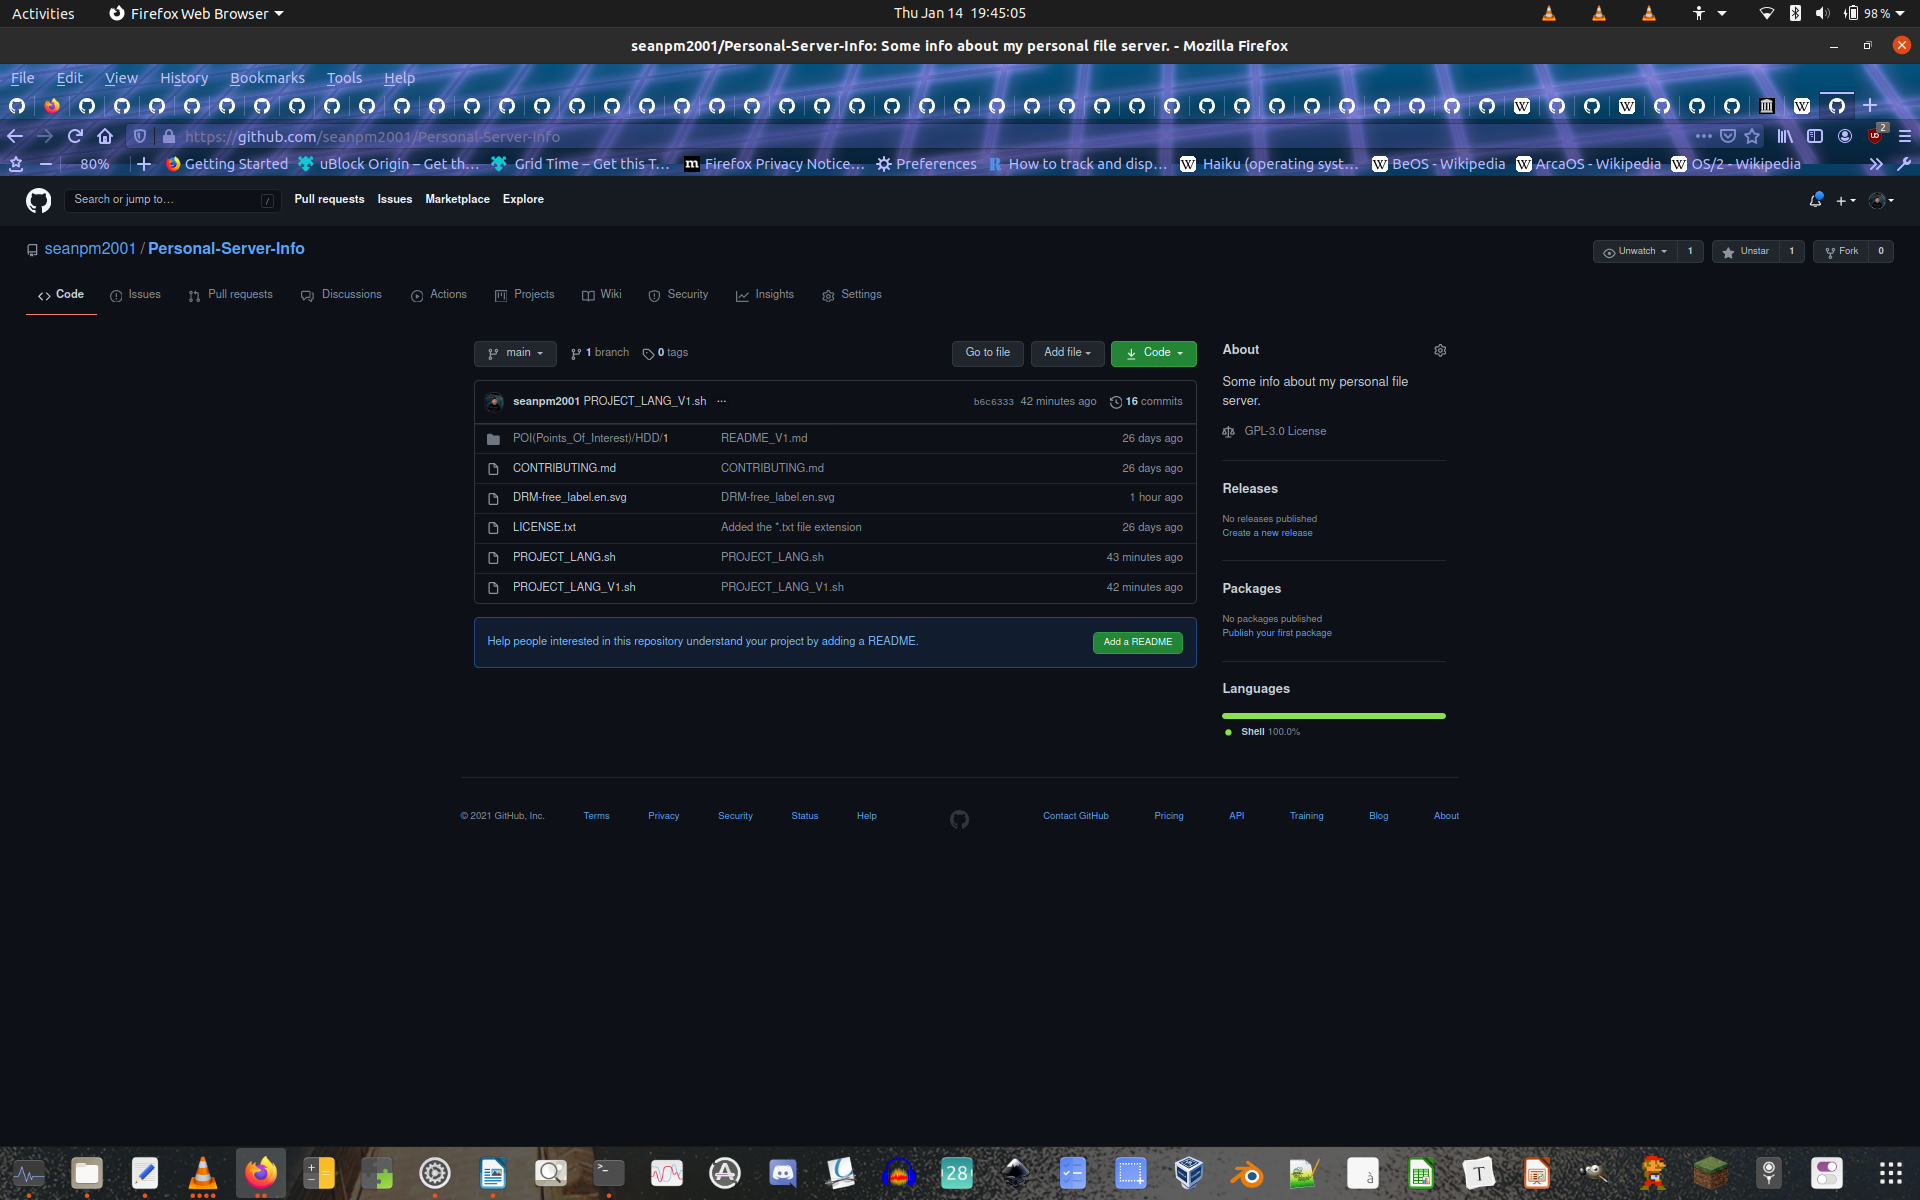 Activities Firefox Web Browser Thu Jan 14 19:45:05 98 %
seanpm2001/Personal-Server-Info: Some info about my personal file server. - Mozilla Firefox
File Edit View History Bookmarks Tools Help
https://github.com/seanpm2001/Personal-Server-Info 2
80% Getting Started uBlock Origin – Get th… Grid Time – Get this T… Firefox Privacy Notice… Preferences How to track and disp… Haiku (operating syst… BeOS - Wikipedia ArcaOS - Wikipedia OS/2 - Wikipedia
Search or jump to… / Pull requests Issues Marketplace Explore
seanpm2001 / Personal-Server-Info Unwatch 1 Unstar 1 Fork 0
Code Issues Pull requests Discussions Actions Projects Wiki Security Insights Settings
main 1 branch 0 tags Go to file Add file Code
seanpm2001 PROJECT_LANG_V1.sh ... b6c6333 42 minutes ago 16 commits
POI(Points_Of_Interest)/HDD/1 README_V1.md 26 days ago
CONTRIBUTING.md CONTRIBUTING.md 26 days ago
DRM-free_label.en.svg DRM-free_label.en.svg 1 hour ago
LICENSE.txt Added the *.txt file extension 26 days ago
PROJECT_LANG.sh PROJECT_LANG.sh 43 minutes ago
PROJECT_LANG_V1.sh PROJECT_LANG_V1.sh 42 minutes ago
Help people interested in this repository understand your project by adding a README. Add a README
About
Some info about my personal file
server.
GPL-3.0 License
Releases
No releases published
Create a new release
Packages
No packages published
Publish your first package
Languages
Shell 100.0%
© 2021 GitHub, Inc. Terms Privacy Security Status Help Contact GitHub Pricing API Training Blog About
28